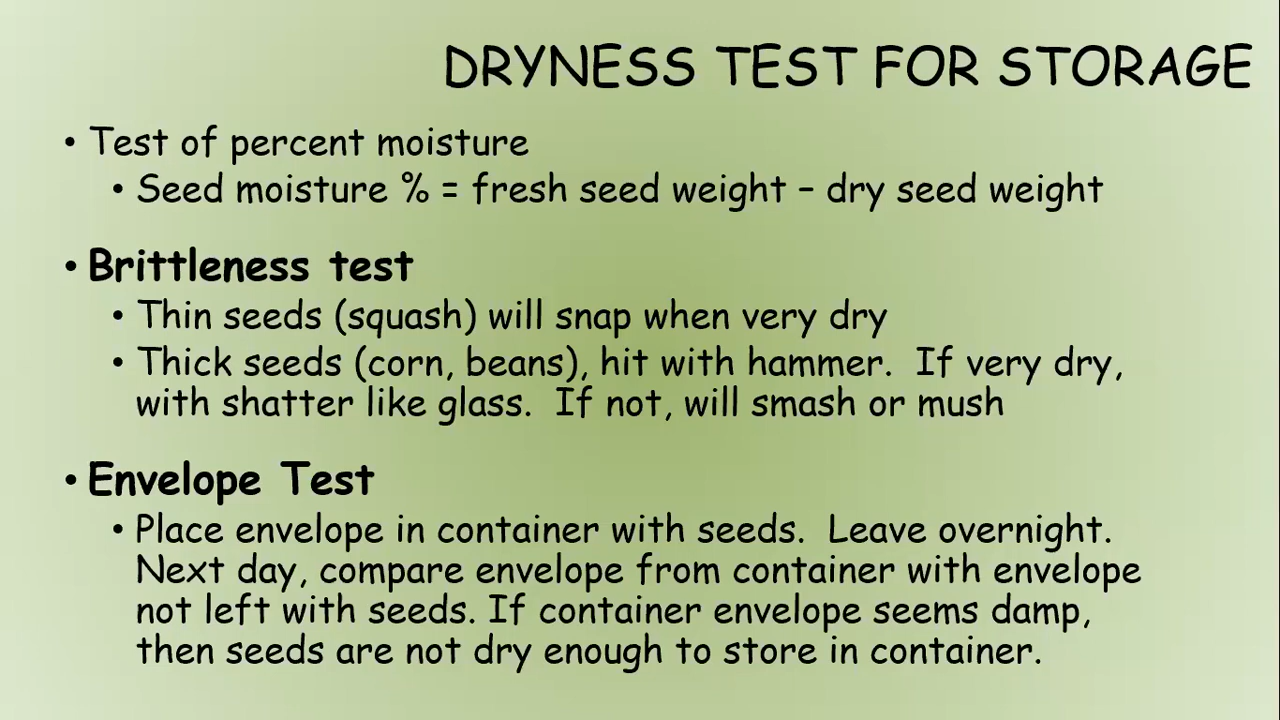 DRYNESS TEST FOR STORAGE
• Test of percent moisture
• Seed moisture % = fresh seed weight – dry seed weight
• Brittleness test
• Thin seeds (squash) will snap when very dry
• Thick seeds (corn, beans), hit with hammer.  If very dry,
with shatter like glass.  If not, will smash or mush
• Envelope Test
• Place envelope in container with seeds.  Leave overnight.
Next day, compare envelope from container with envelope
not left with seeds. If container envelope seems damp,
then seeds are not dry enough to store in container.